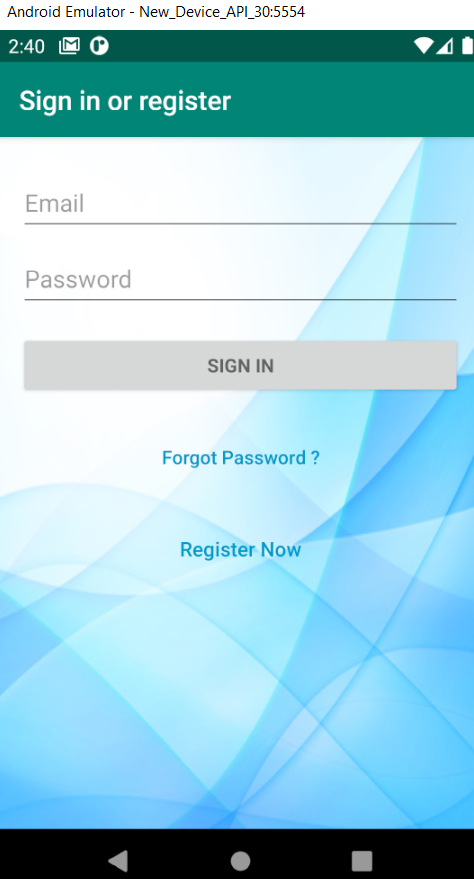 Android Emulator - New_Device_API_30:5554
2:40
Sign in or register
Email
Password
SIGN IN
Forgot Password ?
Register Now